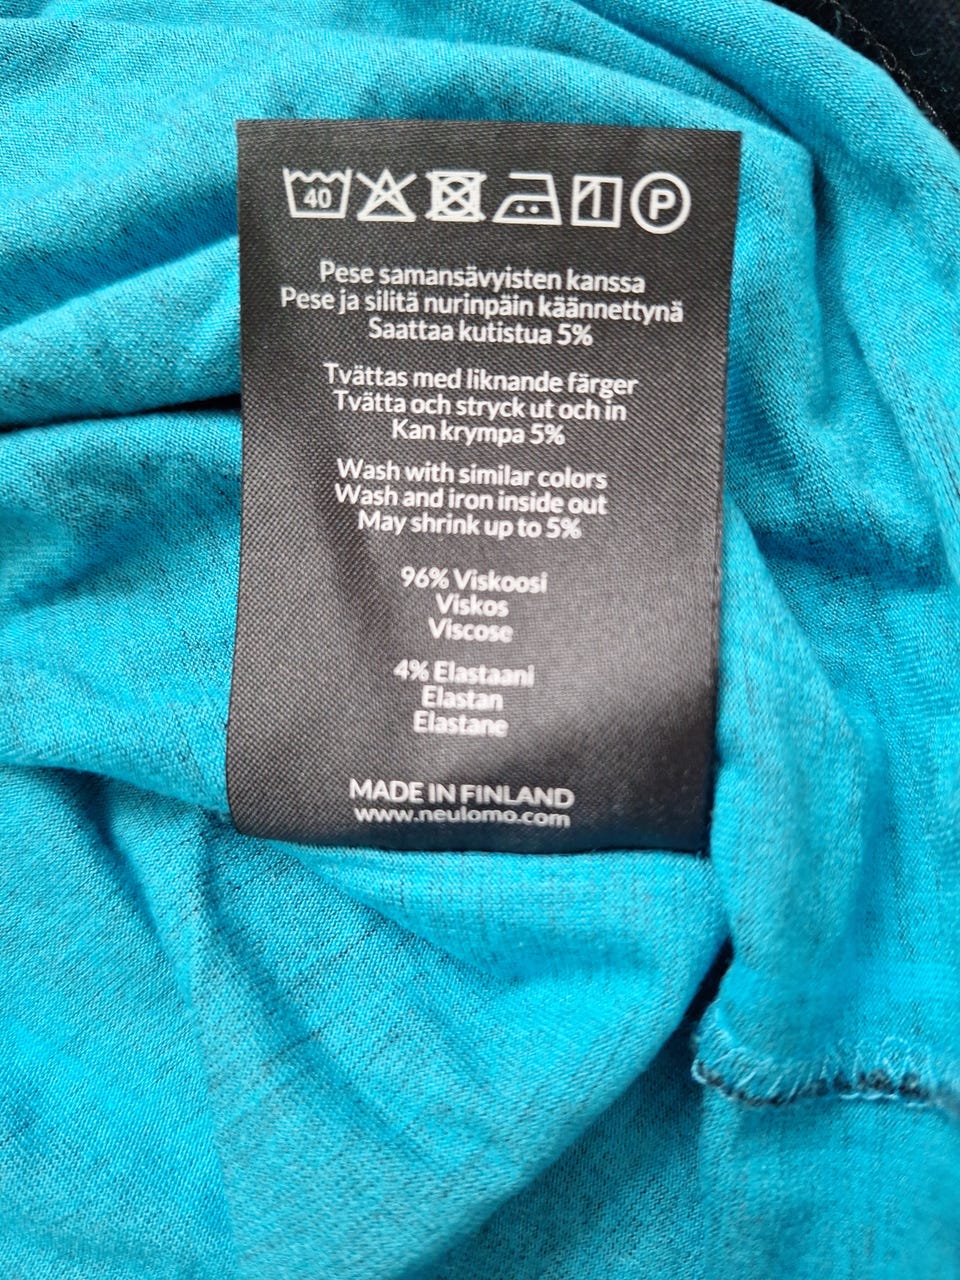 40 P
Pese samansävyisten kanssa
Pese ja silitä nurinpäin käännettynä
Saattaa kutistua 5%
Tvättas med liknande färger
Tvätta och stryck ut och in
Kan krympa 5%
Wash with similar colors
Wash and iron inside out
May shrink up to 5%
96% Viskoosi
Viskos
Viscose
4% Elastaani
Elastan
Elastane
MADE IN FINLAND
www.neulomo.com